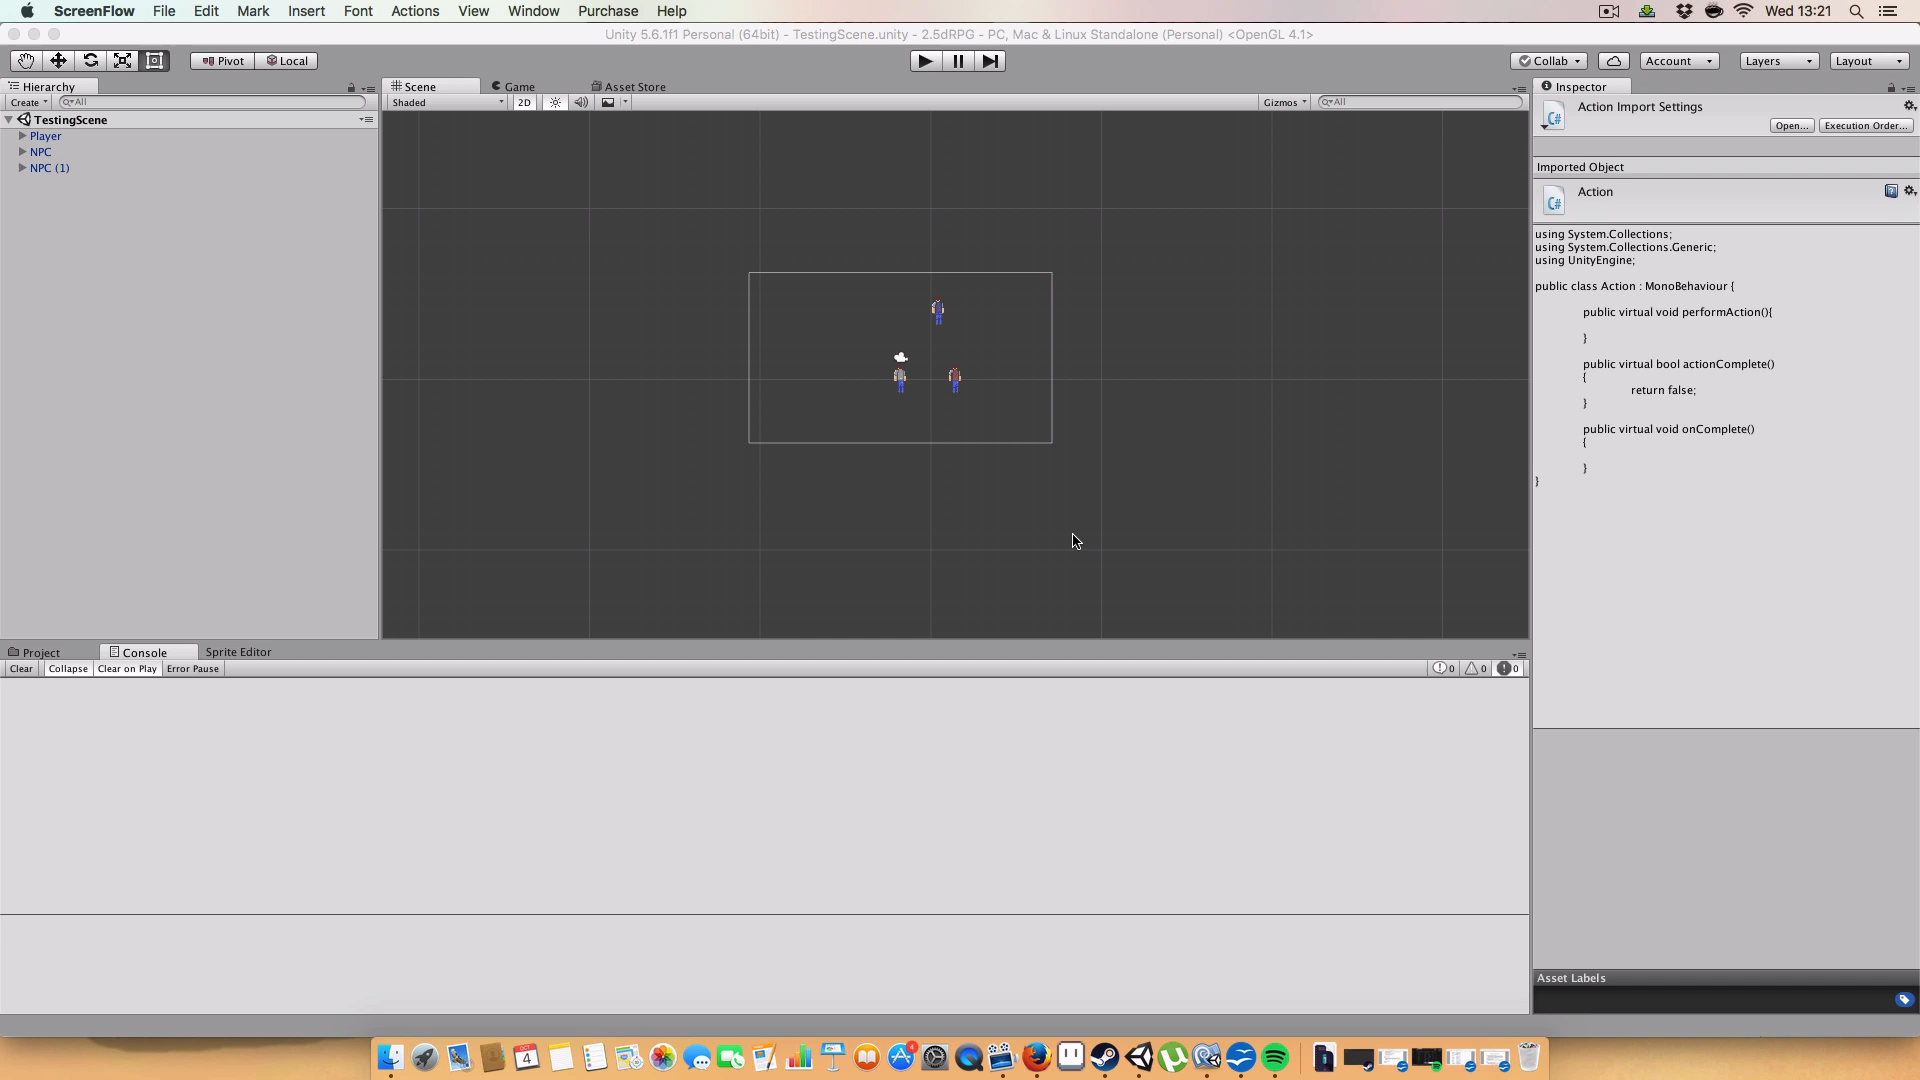 ScreenFlow File Edit Mark Insert Font Actions View Window Purchase Help Wed 13:21
Unity 5.6.1f1 Personal (64bit) - TestingScene.unity - 2.5dRPG - PC, Mac & Linux Standalone (Personal) <OpenGL 4.1>
Pivot Local Collab Account Layers Layout
Hierarchy Scene Game Asset Store Inspector
Create All Shaded 2D Gizmos All
TestingScene
Player
NPC
NPC (1)
Action Import Settings
Open... Execution Order...
Imported Object
Action
C#
C#
using System.Collections;
using System.Collections.Generic;
using UnityEngine;
public class Action : MonoBehaviour {
public virtual void performAction(){
}
public virtual bool actionComplete()
{
return false;
}
public virtual void onComplete()
{
}
}
Project Console Sprite Editor
Clear Collapse Clear on Play Error Pause 0 0 0
Asset Labels
OCT
4
4